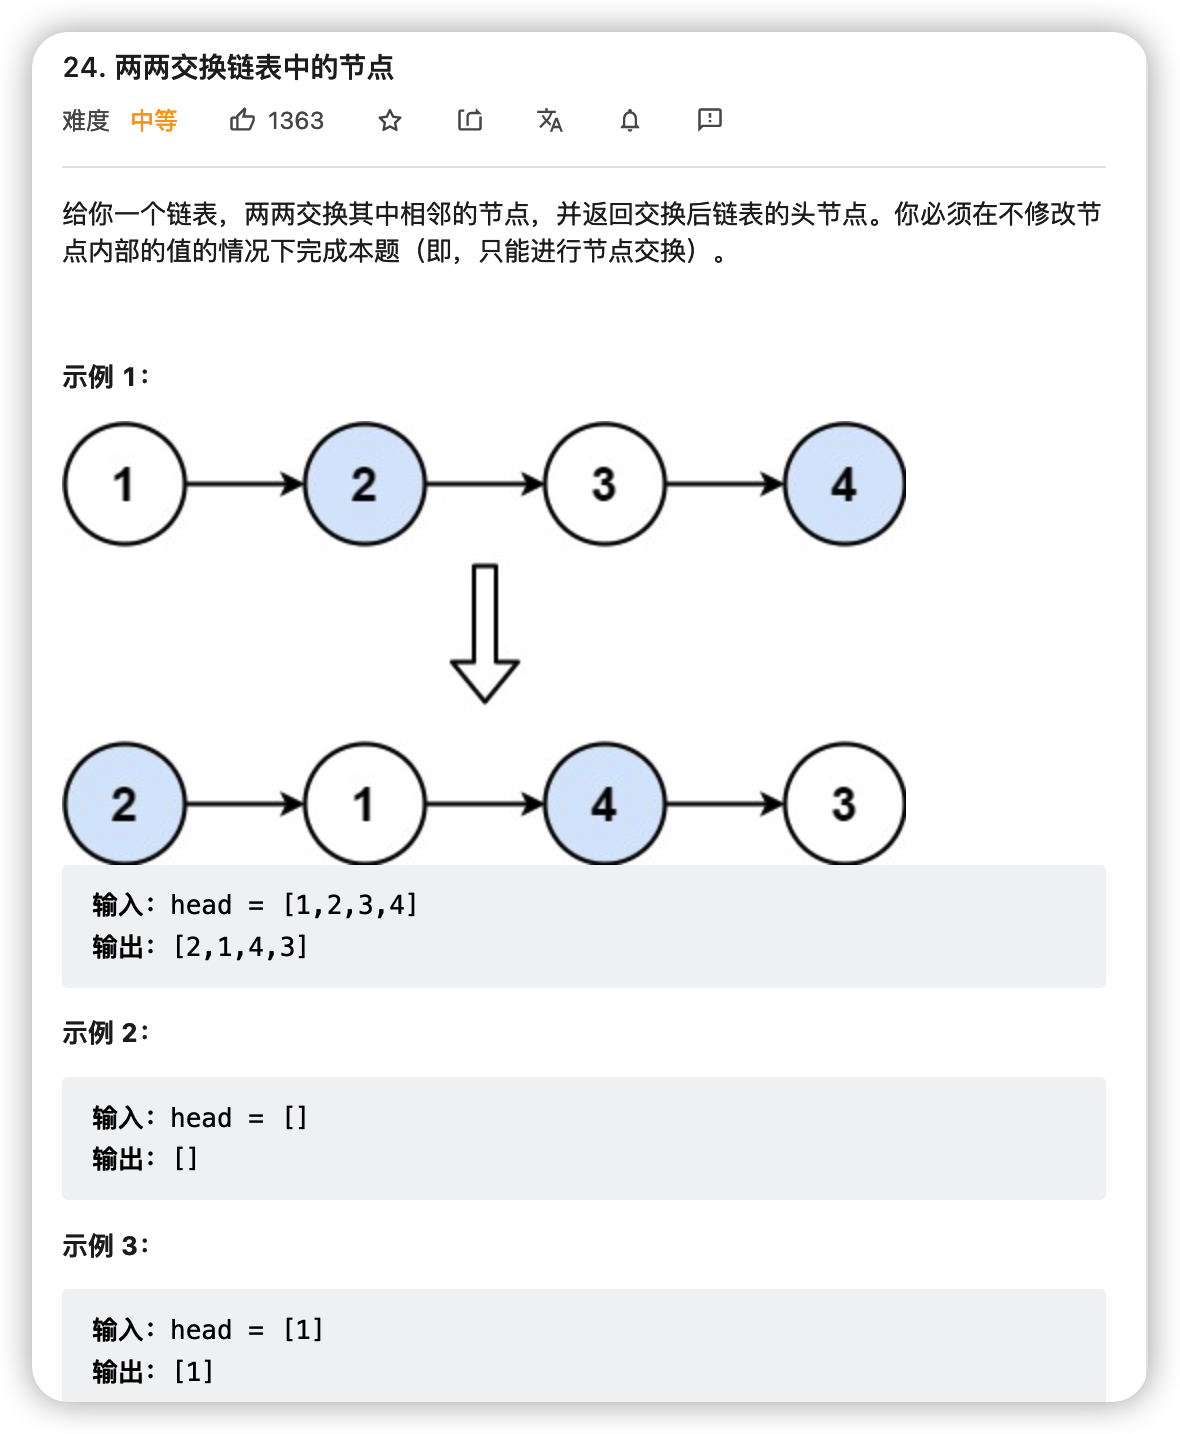 24. 两两交换链表中的节点
难度 中等 1363
给你一个链表，两两交换其中相邻的节点，并返回交换后链表的头节点。你必须在不修改节
点内部的值的情况下完成本题（即，只能进行节点交换）。
示例 1：
1 2 3 4
2 1 4 3
输入：head = [1,2,3,4]
输出：[2,1,4,3]
示例 2：
输入：head = []
输出：[]
示例 3：
输入：head = [1]
输出：[1]